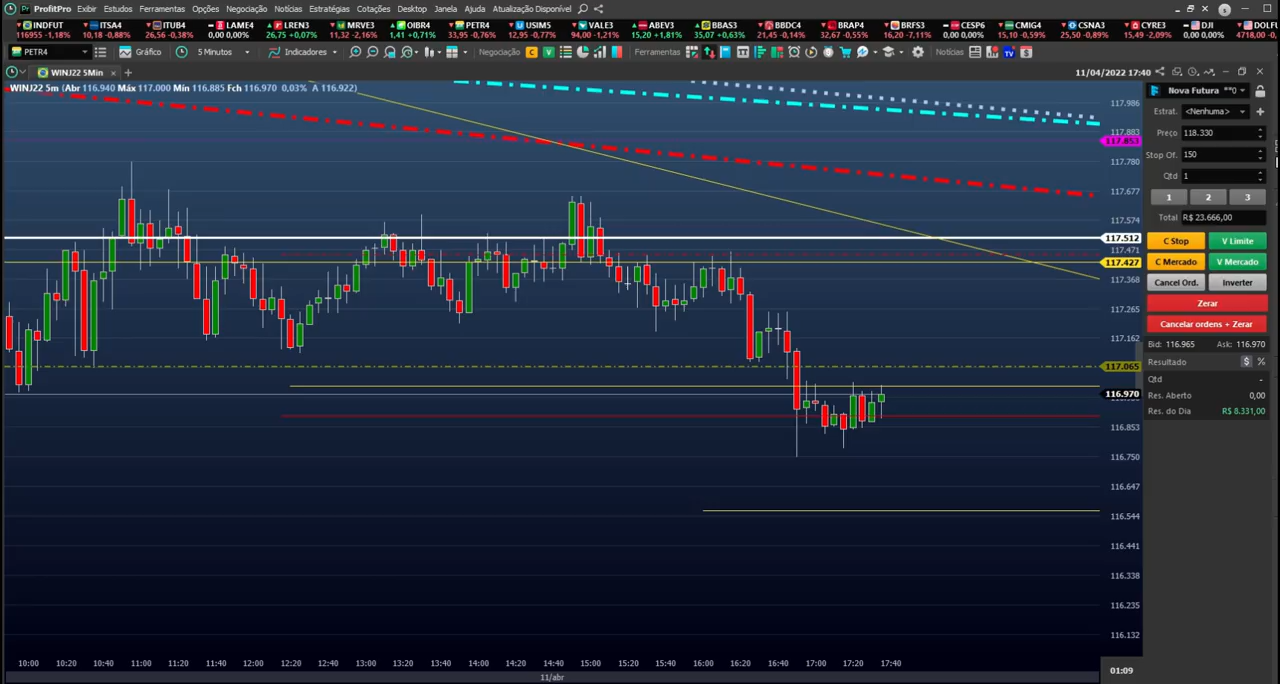 ProfitPro Exibir Estudos Ferramentas Opções Negociação Notícias Estratégias Cotações Desktop Janela Ajuda Atualização Disponível
INDFUT ITSA4 ITUB4 LAME4 LREN3 MRVE3 OIBR4 PETR4 USIM5 VALE3 ABEV3 BBAS3 BBDC4 BRAP4 BRFS3 CESP6 CMIG4 CSNA3 CYRE3 DJI DOLFU
116955 -1,18% 10,18 -0,88% 26,56 -0,38% 0,00 0,00% 26,75 +0,07% 11,32 -2,16% 1,41 +0,71% 33,95 -0,76% 12,95 -0,77% 94,00 -1,21% 15,20 +1,81% 35,07 +0,63% 21,45 -0,14% 32,67 -0,55% 16,20 -7,11% 0,00 0,00% 15,10 -0,59% 25,50 -0,89% 15,49 -2,09% 0,00 0,00% 4718,00 -0,
PETR4 Gráfico 5 Minutos Indicadores Negociação C V Ferramentas Notícias TV
WINJ22 5Min 11/04/2022 17:40
WINJ22 5m (Abr 116.940 Máx 117.000 Mín 116.885 Fch 116.970 0,03% A 116.922)
117.986
117.883
117.853
117.780
117.677
117.574
117.512
117.471
117.427
117.368
117.265
117.162
117.065
116.970
116.853
116.750
116.647
116.544
116.441
116.338
116.235
116.132
10:00 10:20 10:40 11:00 11:20 11:40 12:00 12:20 12:40 13:00 13:20 13:40 14:00 14:20 14:40 15:00 15:20 15:40 16:00 16:20 16:40 17:00 17:20 17:40
11/abr
01:09
Nova Futura **0
Estrat. <Nenhuma>
Preço 118.330
Stop Of. 150
Qtd 1
1 2 3
Total R$ 23.666,00
C Stop V Limite
C Mercado V Mercado
Cancel Ord. Inverter
Zerar
Cancelar ordens + Zerar
Bid: 116.965 Ask: 116.970
Resultado $ %
Qtd -
Res. Aberto 0,00
Res. do Dia R$ 8.331,00